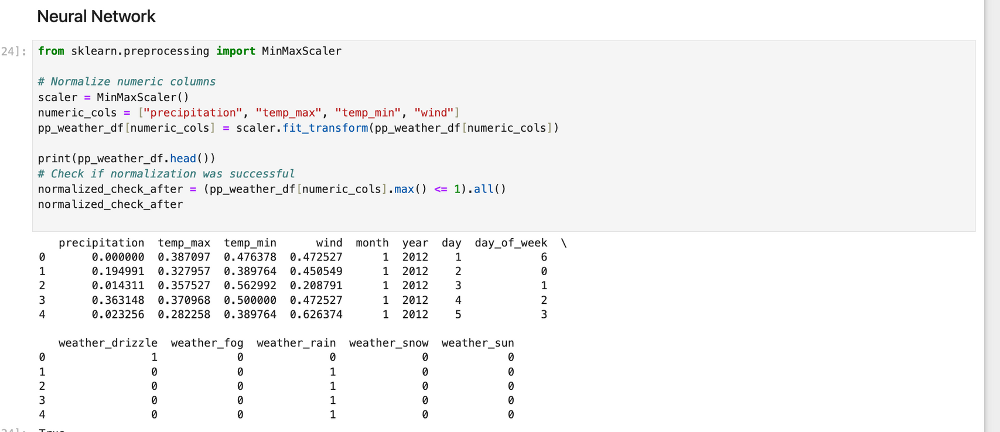 Neural Network
24]:
from sklearn.preprocessing import MinMaxScaler
# Normalize numeric columns
scaler = MinMaxScaler()
numeric_cols = ["precipitation", "temp_max", "temp_min", "wind"]
pp_weather_df[numeric_cols] = scaler.fit_transform(pp_weather_df[numeric_cols])
print(pp_weather_df.head())
# Check if normalization was successful
normalized_check_after = (pp_weather_df[numeric_cols].max() <= 1).all()
normalized_check_after
precipitation temp_max temp_min wind month year day day_of_week \
0 0.000000 0.387097 0.476378 0.472527 1 2012 1 6
1 0.194991 0.327957 0.389764 0.450549 1 2012 2 0
2 0.014311 0.357527 0.562992 0.208791 1 2012 3 1
3 0.363148 0.370968 0.500000 0.472527 1 2012 4 2
4 0.023256 0.282258 0.389764 0.626374 1 2012 5 3
weather_drizzle weather_fog weather_rain weather_snow weather_sun
0 1 0 0 0 0
1 0 0 1 0 0
2 0 0 1 0 0
3 0 0 1 0 0
4 0 0 1 0 0
24]: True